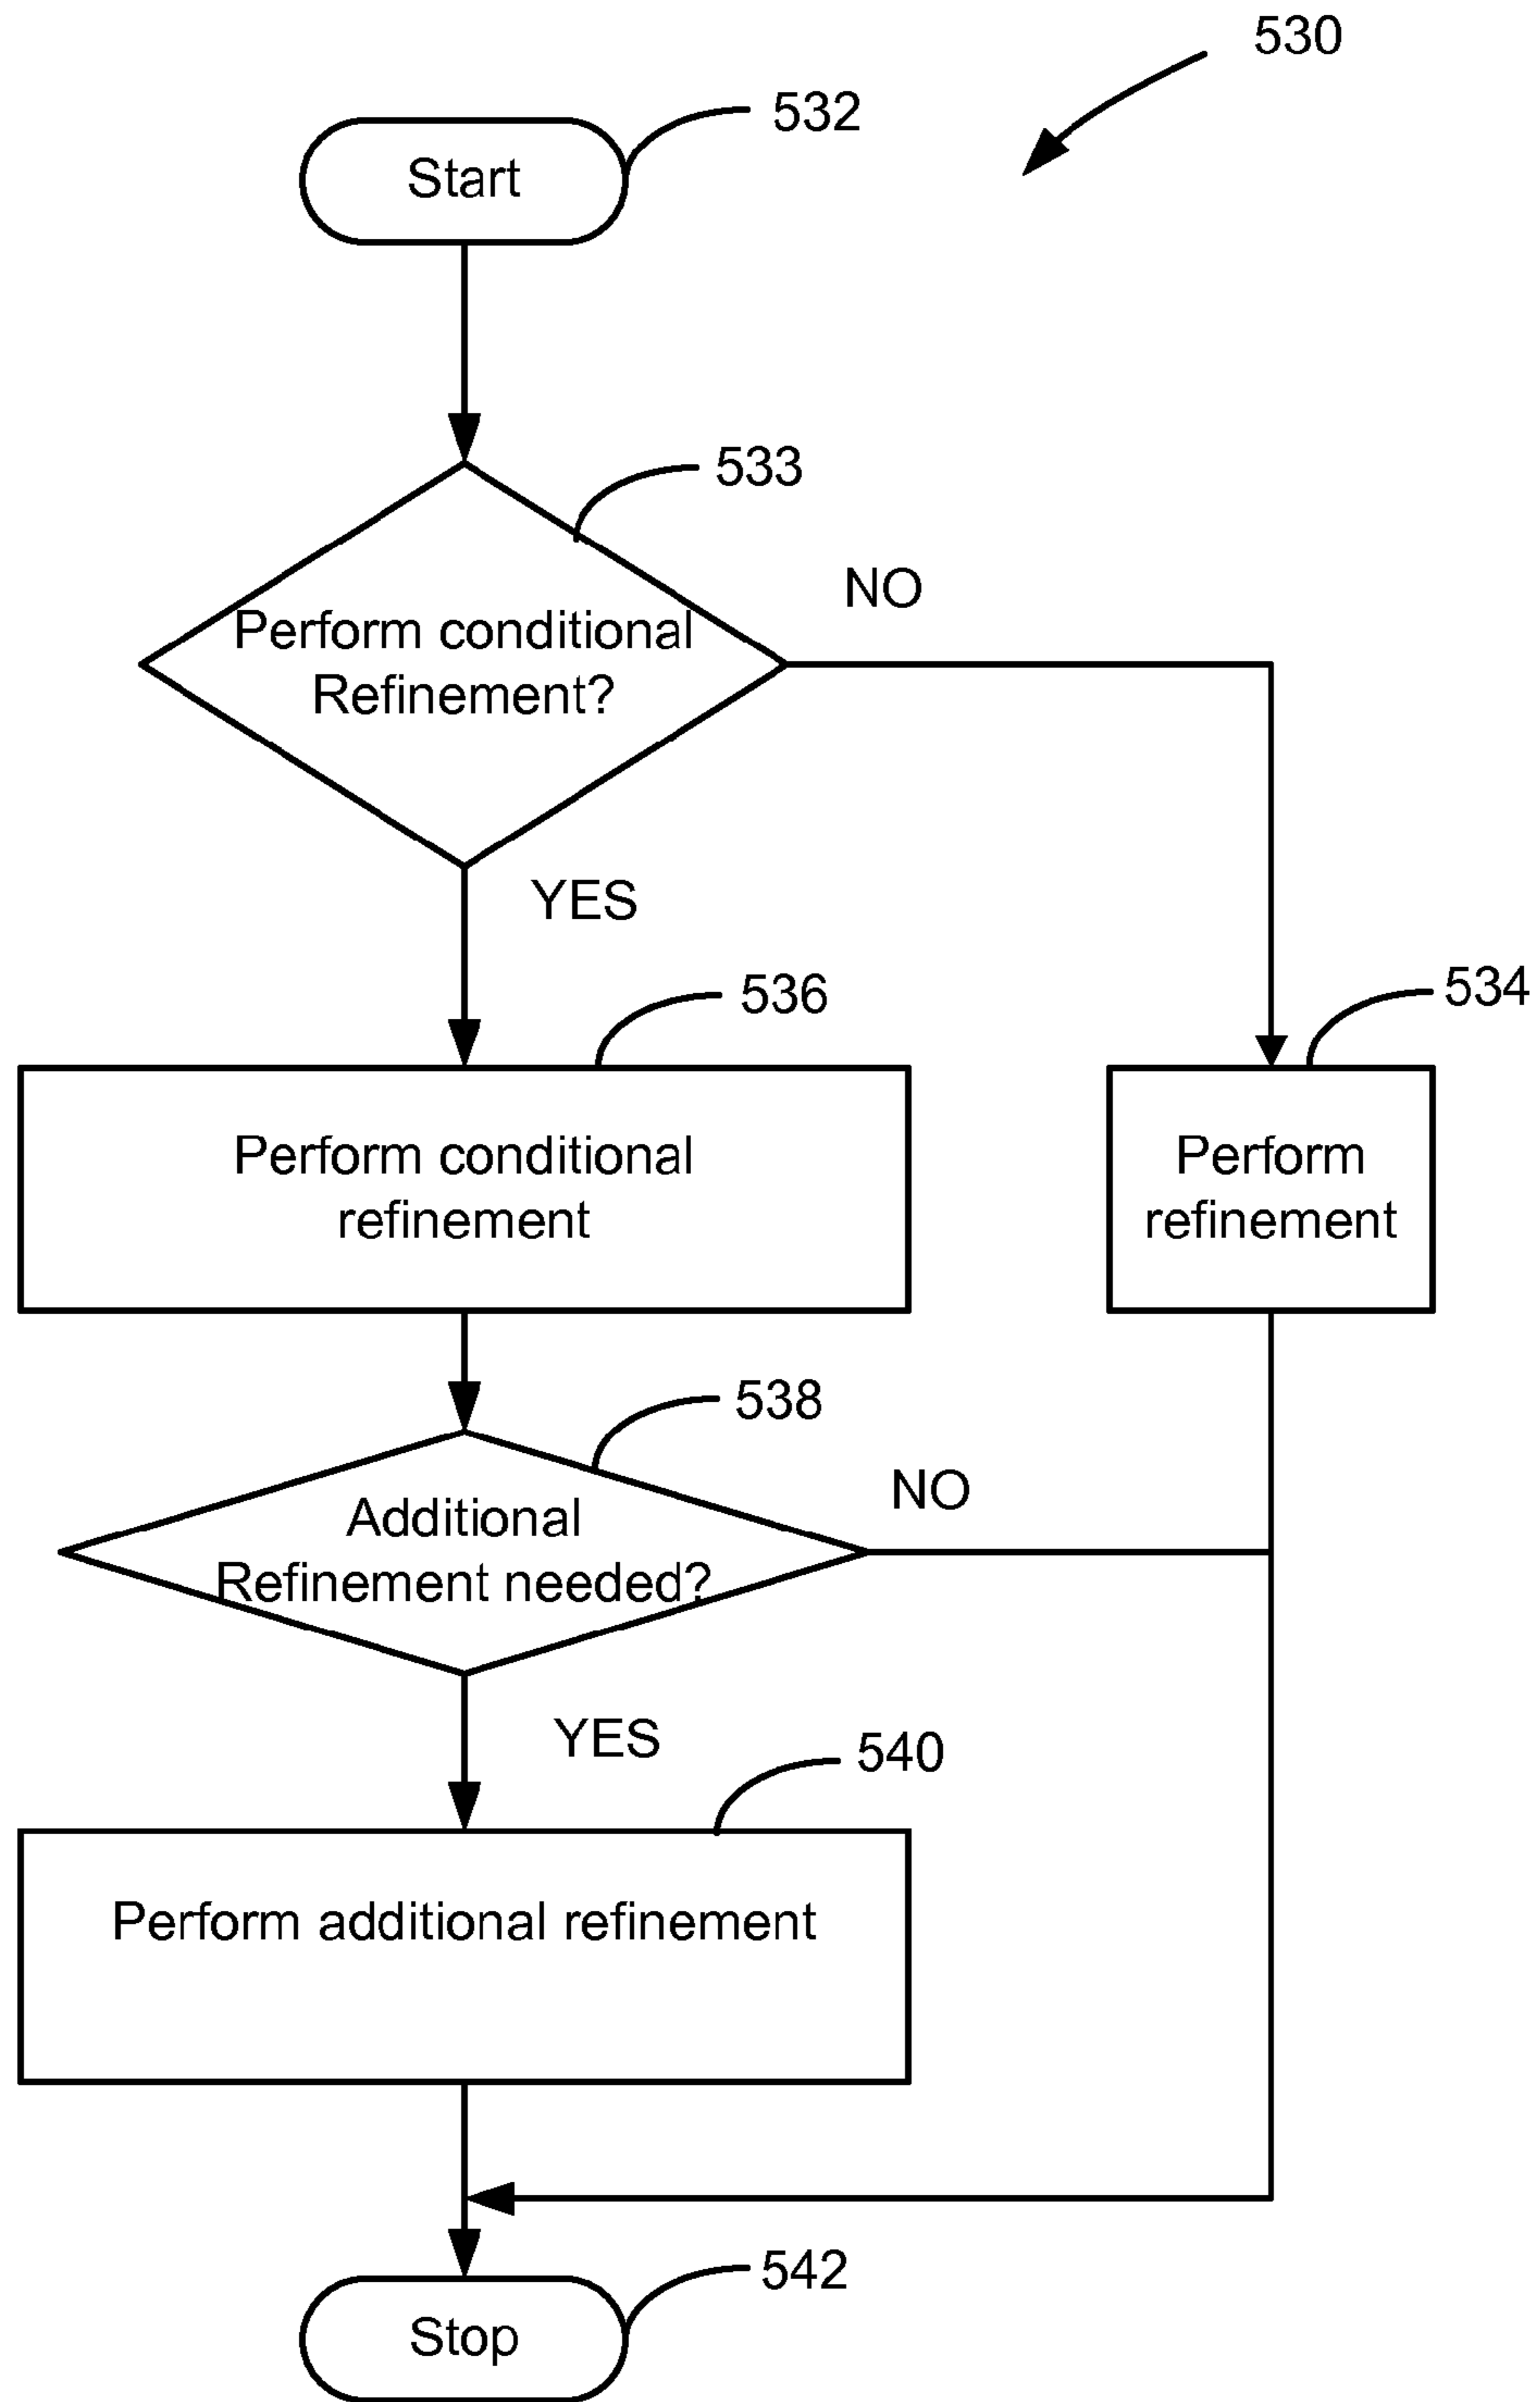 530
532
Start
533
NO
Perform conditional
Refinement?
YES
536
534
Perform conditional
refinement
Perform
refinement
538
NO
Additional
Refinement needed?
YES
540
Perform additional refinement
542
Stop